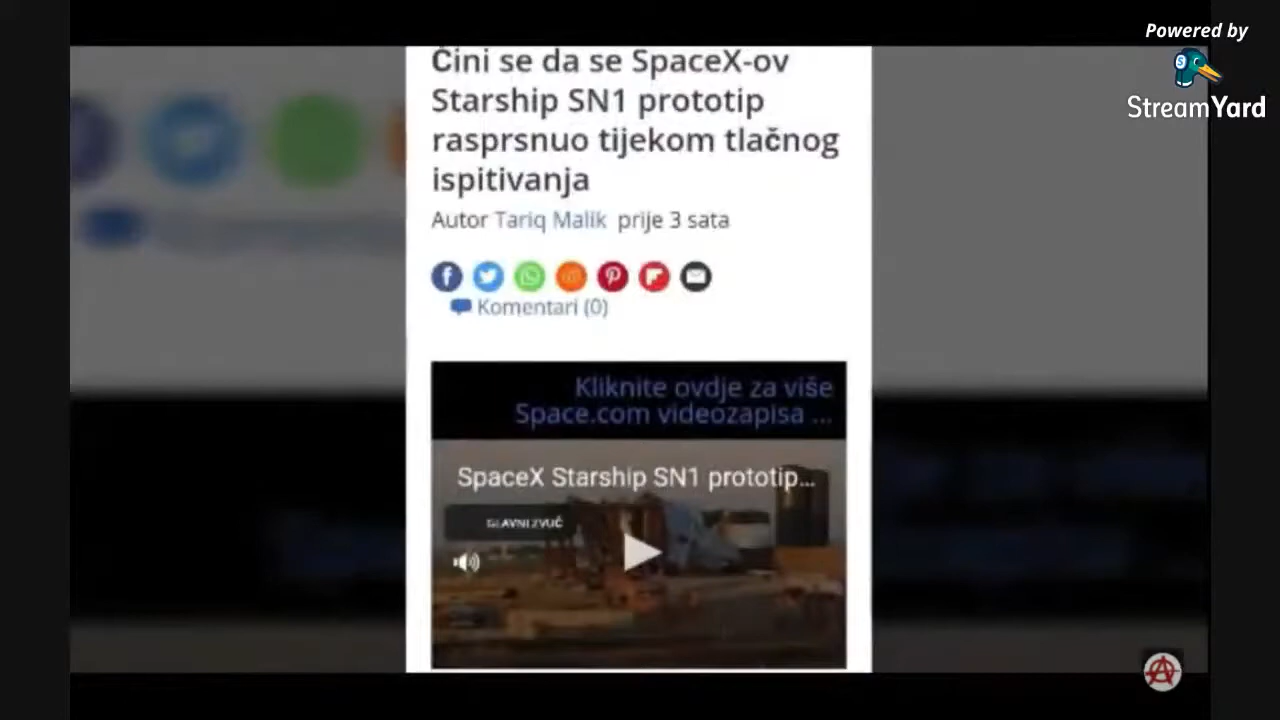 Powered by
StreamYard
Čini se da se SpaceX-ov
Starship SN1 prototip
rasprsnuo tijekom tlačnog
ispitivanja
Autor Tariq Malik prije 3 sata
Komentari (0)
Kliknite ovdje za više
Space.com videozapisa ...
SpaceX Starship SN1 prototip...
GLAVNI ZVUČ